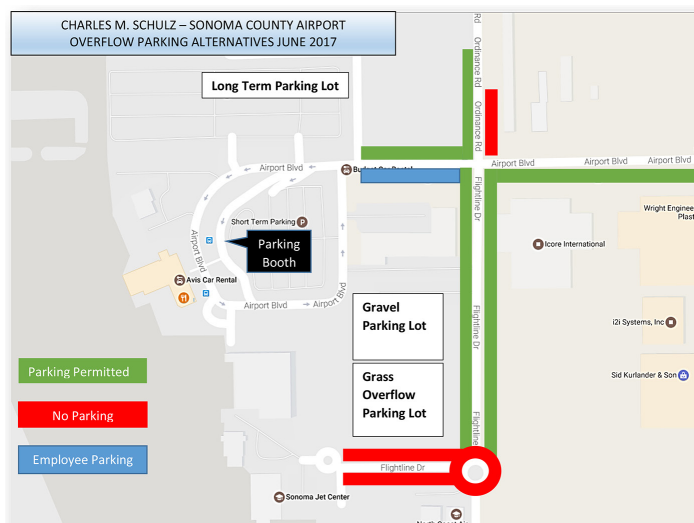 CHARLES M. SCHULZ – SONOMA COUNTY AIRPORT
OVERFLOW PARKING ALTERNATIVES JUNE 2017
Rd
Ordinance Rd
Ordinance Rd
Long Term Parking Lot
Airport Blvd
Airport Blvd
Airport Blvd
Airport Blvd
Flightline Dr
Wright Enginee
Plast
Short Term Parking
Parking
Booth
Airport Blvd
Icore International
Avis Car Rental
Airport Blvd
Airport Blvd
Gravel
Parking Lot
Flightline Dr
i2i Systems, Inc
Grass
Overflow
Parking Lot
Sid Kurlander & Son
Parking Permitted
No Parking
Employee Parking
Flightline
Flightline Dr
Sonoma Jet Center